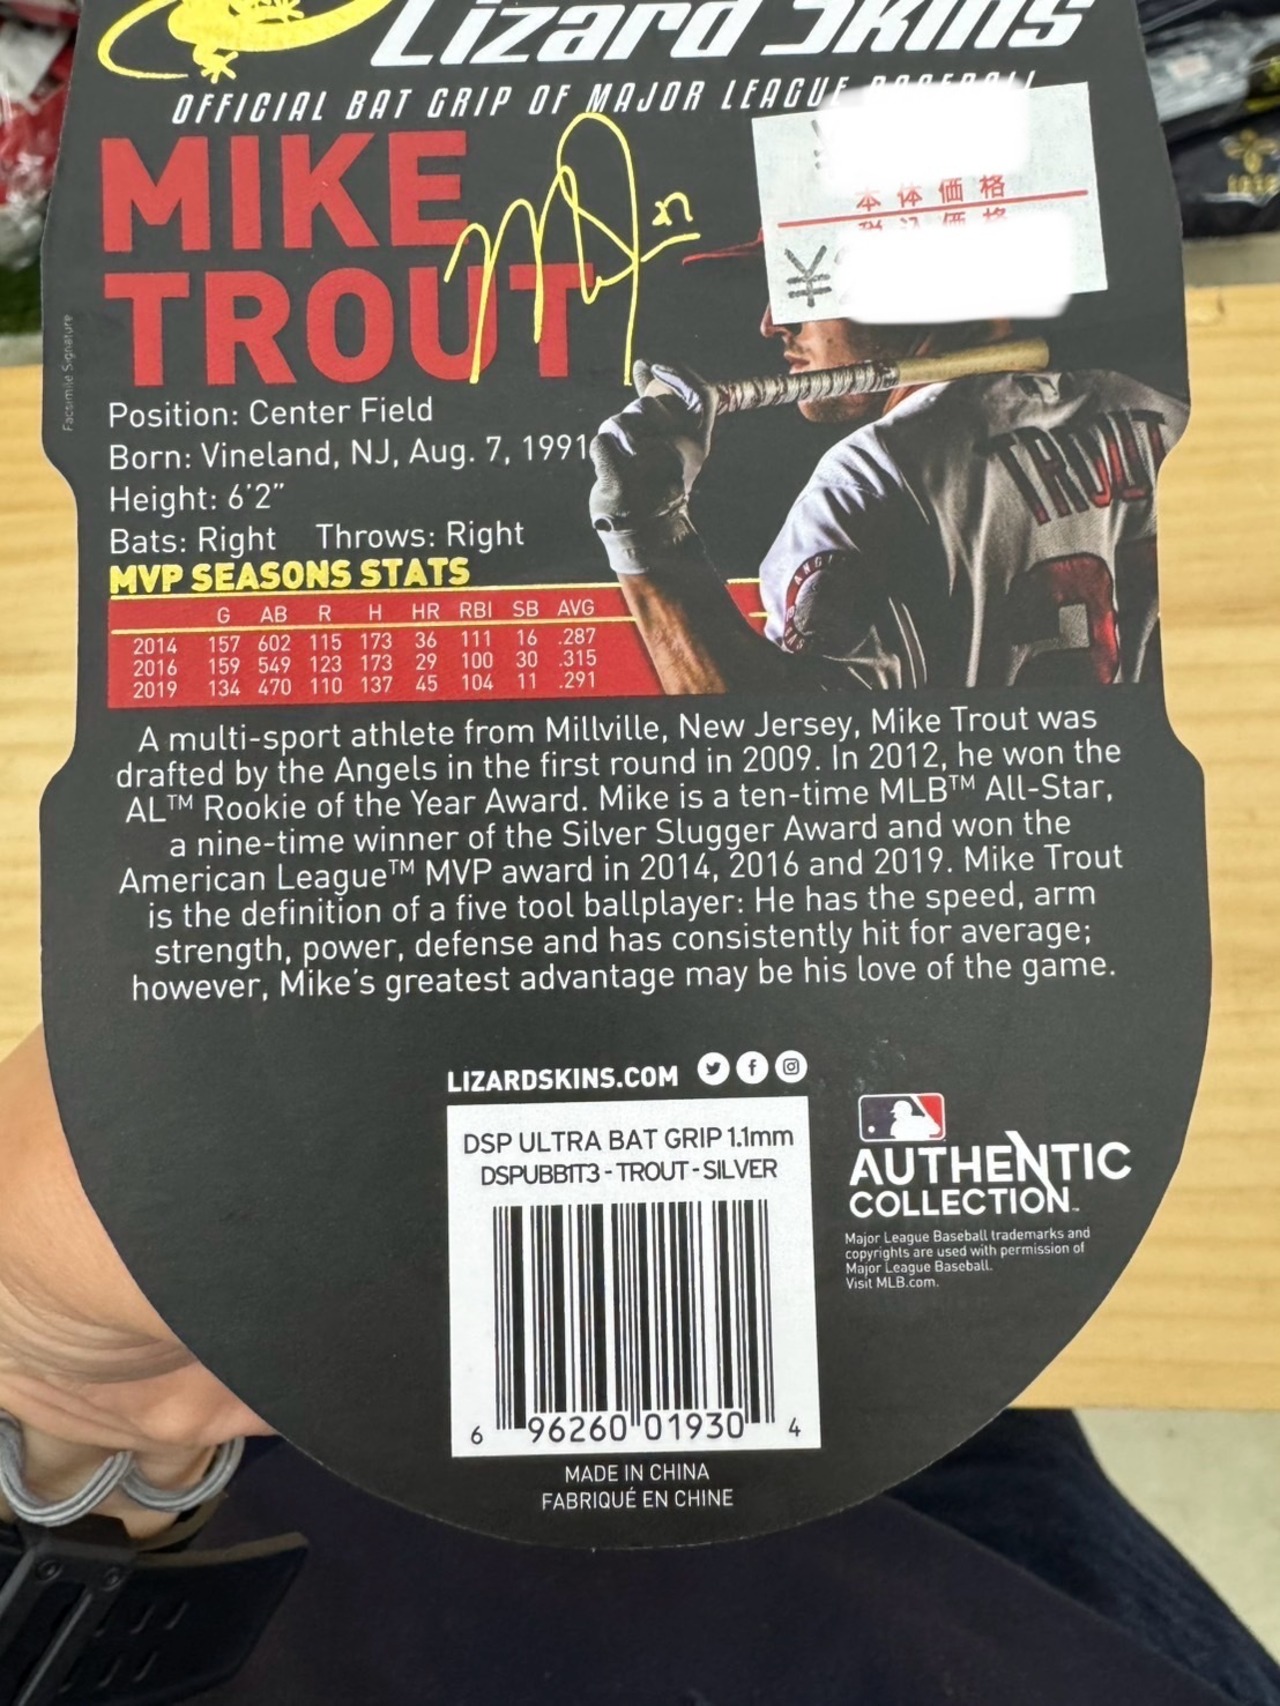 Lizard Skins
OFFICIAL BAT GRIP OF MAJOR LEAGUE BASEBALL
MIKE
TROUT
27
本体価格
税込価格
¥
Facsimile Signature
Position: Center Field
Born: Vineland, NJ, Aug. 7, 1991
Height: 6'2"
Bats: Right Throws: Right
TROUT
MVP SEASONS STATS
G AB R H HR RBI SB AVG
2014 157 602 115 173 36 111 16 .287
2016 159 549 123 173 29 100 30 .315
2019 134 470 110 137 45 104 11 .291
A multi-sport athlete from Millville, New Jersey, Mike Trout was
drafted by the Angels in the first round in 2009. In 2012, he won the
AL™ Rookie of the Year Award. Mike is a ten-time MLB™ All-Star,
a nine-time winner of the Silver Slugger Award and won the
American League™ MVP award in 2014, 2016 and 2019. Mike Trout
is the definition of a five tool ballplayer: He has the speed, arm
strength, power, defense and has consistently hit for average;
however, Mike's greatest advantage may be his love of the game.
LIZARDSKINS.COM
DSP ULTRA BAT GRIP 1.1mm
DSPUBB1T3 - TROUT - SILVER
6 96260 01930 4
MADE IN CHINA
FABRIQUÉ EN CHINE
AUTHENTIC
COLLECTION™
Major League Baseball trademarks and
copyrights are used with permission of
Major League Baseball.
Visit MLB.com.